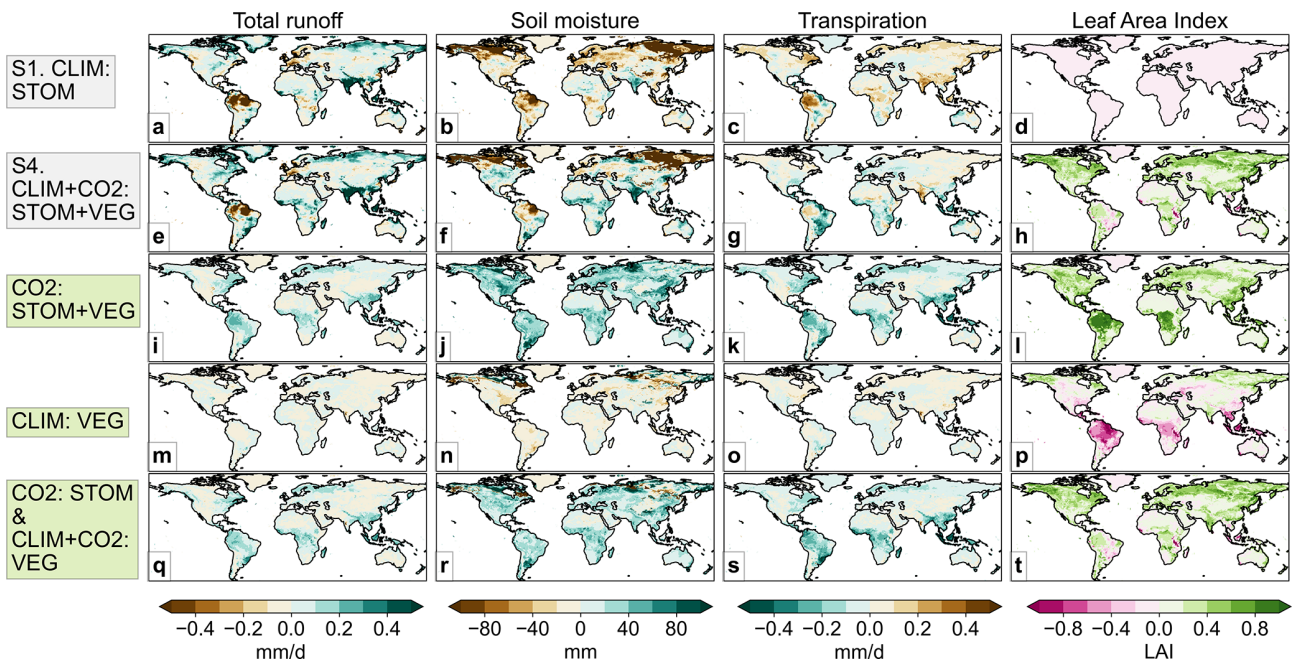 Total runoff Soil moisture Transpiration Leaf Area Index
S1. CLIM:
STOM
a b c d
S4.
CLIM+CO2:
STOM+VEG
e f g h
CO2:
STOM+VEG
i j k l
CLIM: VEG
m n o p
CO2: STOM
&
CLIM+CO2:
VEG
q r s t
−0.4 −0.2 0.0 0.2 0.4 −80 −40 0 40 80 −0.4 −0.2 0.0 0.2 0.4 −0.8 −0.4 0.0 0.4 0.8
mm/d mm mm/d LAI